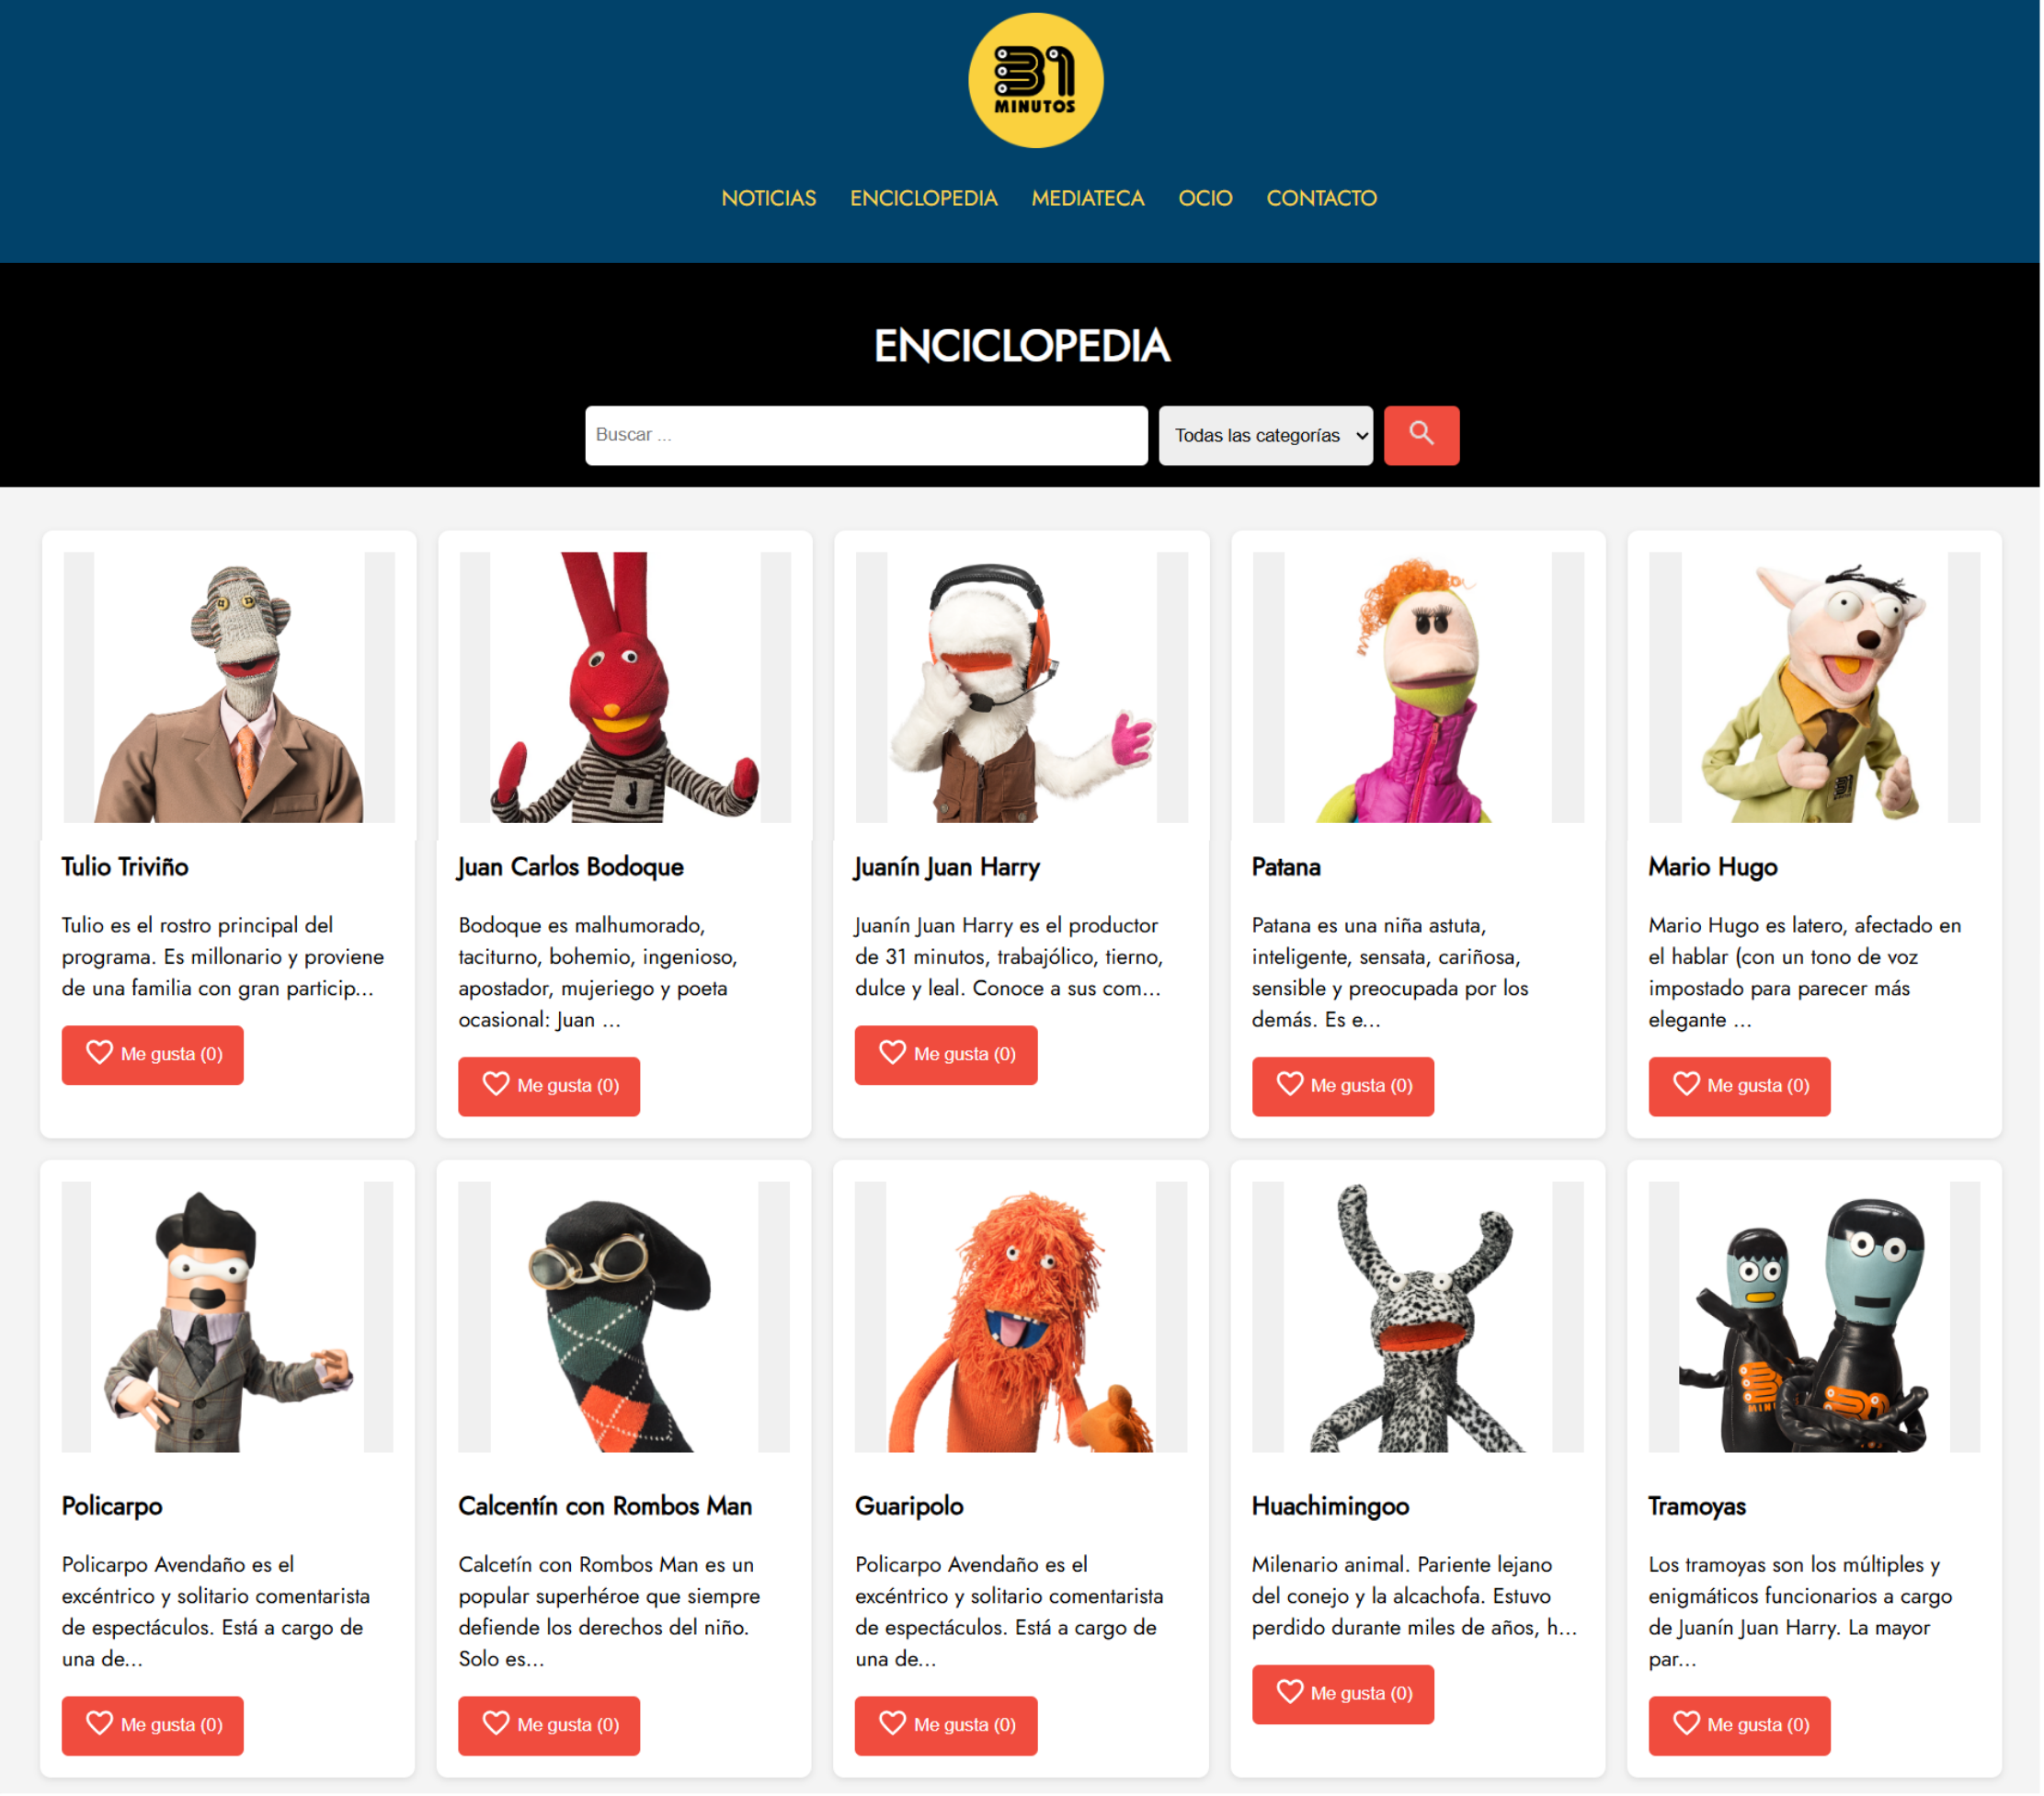 31
MINUTOS
NOTICIAS ENCICLOPEDIA MEDIATECA OCIO CONTACTO
ENCICLOPEDIA
Buscar ...
Todas las categorías
Tulio Triviño
Tulio es el rostro principal del
programa. Es millonario y proviene
de una familia con gran particip...
Me gusta (0)
Juan Carlos Bodoque
Bodoque es malhumorado,
taciturno, bohemio, ingenioso,
apostador, mujeriego y poeta
ocasional: Juan ...
Me gusta (0)
Juanín Juan Harry
Juanín Juan Harry es el productor
de 31 minutos, trabajólico, tierno,
dulce y leal. Conoce a sus com...
Me gusta (0)
Patana
Patana es una niña astuta,
inteligente, sensata, cariñosa,
sensible y preocupada por los
demás. Es e...
Me gusta (0)
31
Mario Hugo
Mario Hugo es latero, afectado en
el hablar (con un tono de voz
impostado para parecer más
elegante ...
Me gusta (0)
Policarpo
Policarpo Avendaño es el
excéntrico y solitario comentarista
de espectáculos. Está a cargo de
una de...
Me gusta (0)
Calcentín con Rombos Man
Calcetín con Rombos Man es un
popular superhéroe que siempre
defiende los derechos del niño.
Solo es...
Me gusta (0)
Guaripolo
Policarpo Avendaño es el
excéntrico y solitario comentarista
de espectáculos. Está a cargo de
una de...
Me gusta (0)
Huachimingoo
Milenario animal. Pariente lejano
del conejo y la alcachofa. Estuvo
perdido durante miles de años, h...
Me gusta (0)
MINU
Tramoyas
Los tramoyas son los múltiples y
enigmáticos funcionarios a cargo
de Juanín Juan Harry. La mayor
par...
Me gusta (0)